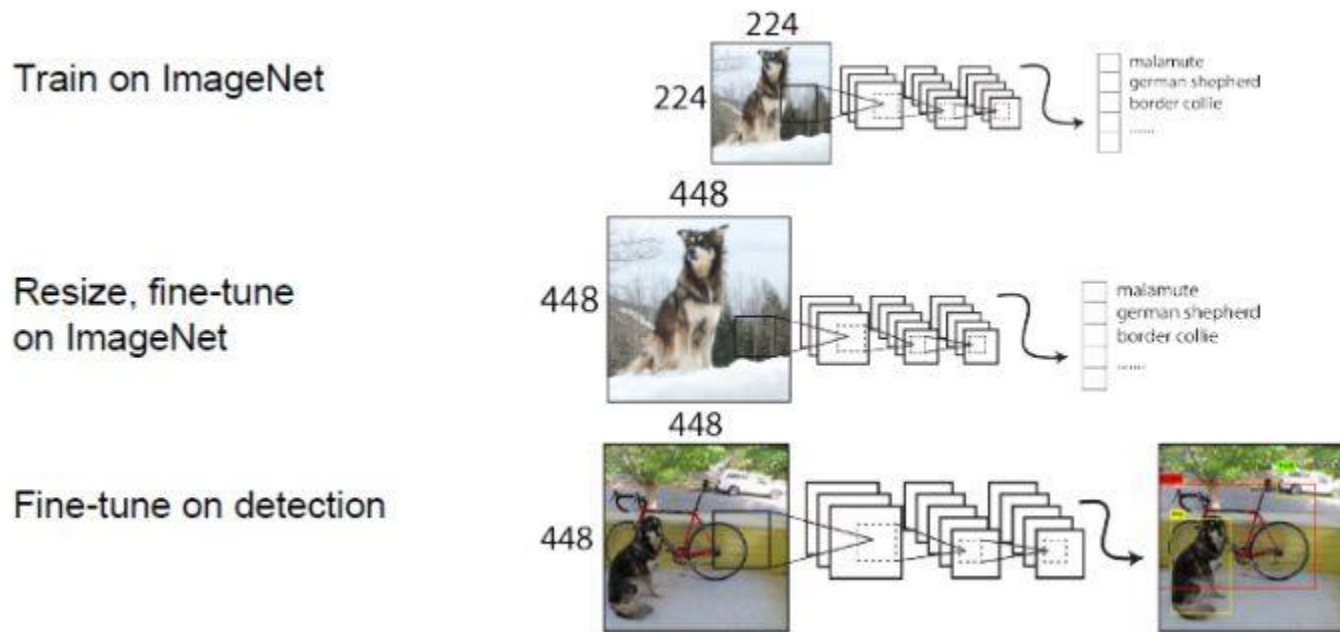 Train on ImageNet
224
224
malamute
german shepherd
border collie
......
Resize, fine-tune
on ImageNet
448
448
malamute
german shepherd
border collie
......
Fine-tune on detection
448
448